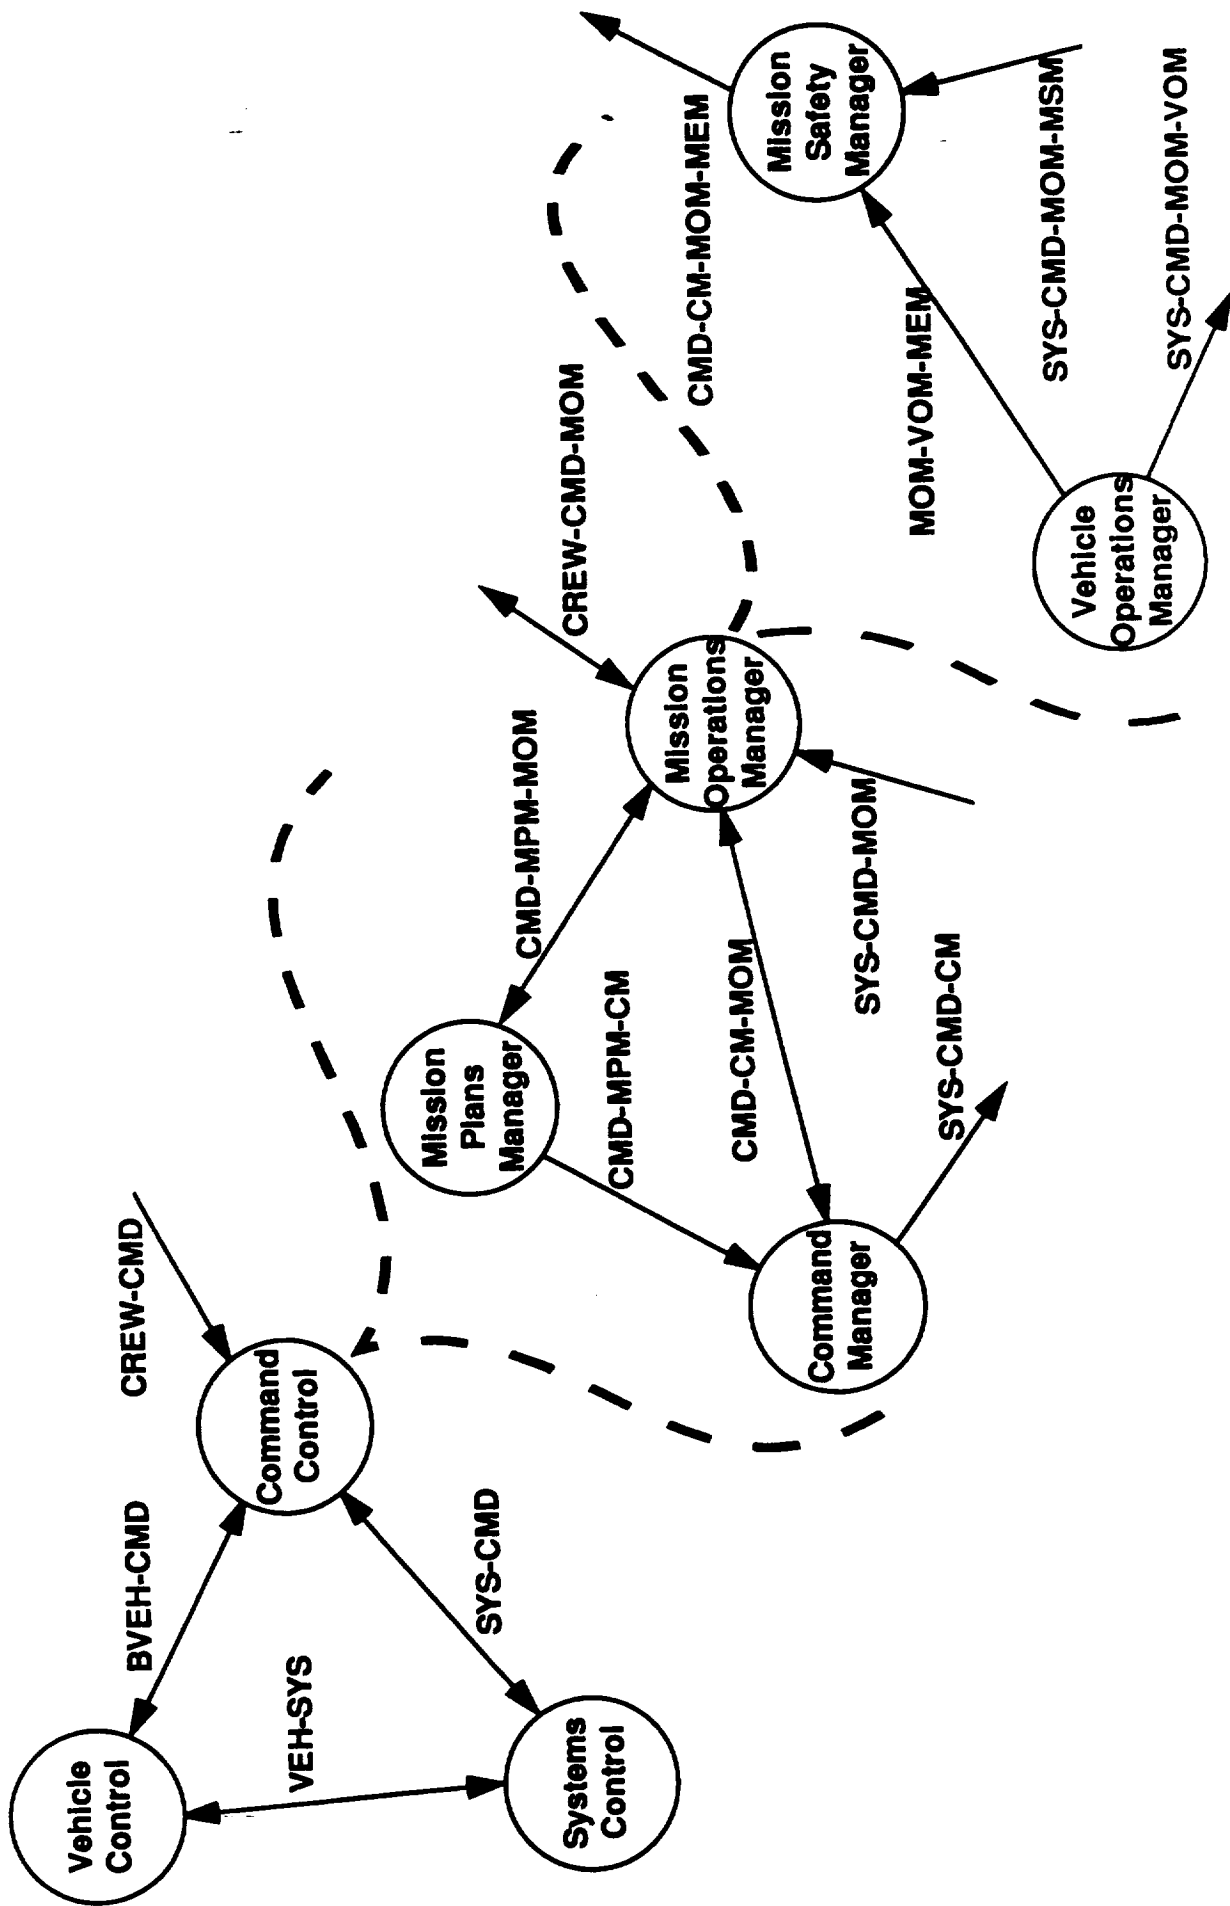 Vehicle
Control
BVEH-CMD
VEH-SYS
Systems
Control
SYS-CMD
CREW-CMD
Command
Control
Mission
Plans
Manager
CMD-MPM-MOM
CMD-MPM-CM
Command
Manager
CMD-CM-MOM
SYS-CMD-CM
SYS-CMD-MOM
Mission
Operations
Manager
CREW-CMD-MOM
CMD-CM-MOM-MEM
Mission
Safety
Manager
MOM-VOM-MEM
SYS-CMD-MOM-MSM
Vehicle
Operations
Manager
SYS-CMD-MOM-VOM